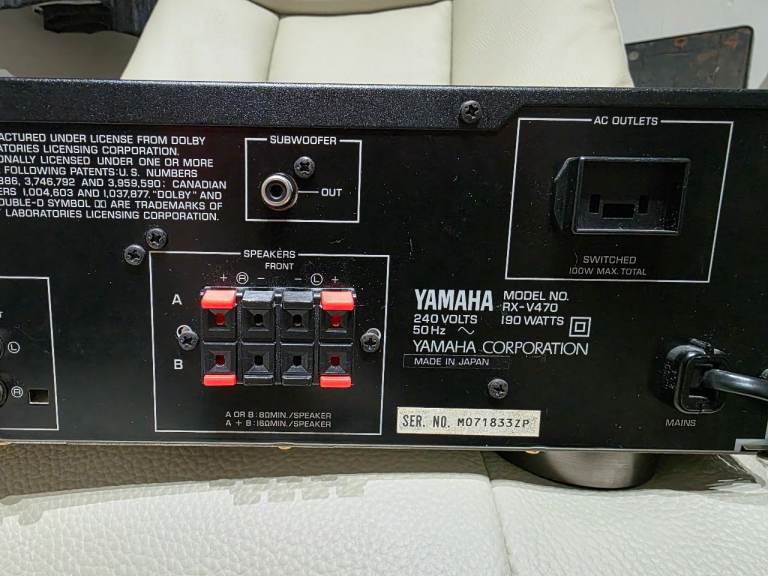 ACTURED UNDER LICENSE FROM DOLBY
ATORIES LICENSING CORPORATION.
ONALLY LICENSED UNDER ONE OR MORE
FOLLOWING PATENTS:U.S. NUMBERS
886, 3,746,792 AND 3,959,590; CANADIAN
ERS 1,004,603 AND 1,037,877, "DOLBY" AND
OUBLE-D SYMBOL ARE TRADEMARKS OF
LABORATORIES LICENSING CORPORATION.
SUBWOOFER
OUT
AC OUTLETS
SWITCHED
100W MAX. TOTAL
SPEAKERS
FRONT
+ R - - L +
A
B
A OR B : 8Ω MIN./SPEAKER
A + B : 16Ω MIN./SPEAKER
L
R
YAMAHA MODEL NO. RX-V470
240 VOLTS 190 WATTS
50 Hz ~
YAMAHA CORPORATION
MADE IN JAPAN
SER. NO. M071833ZP
MAINS